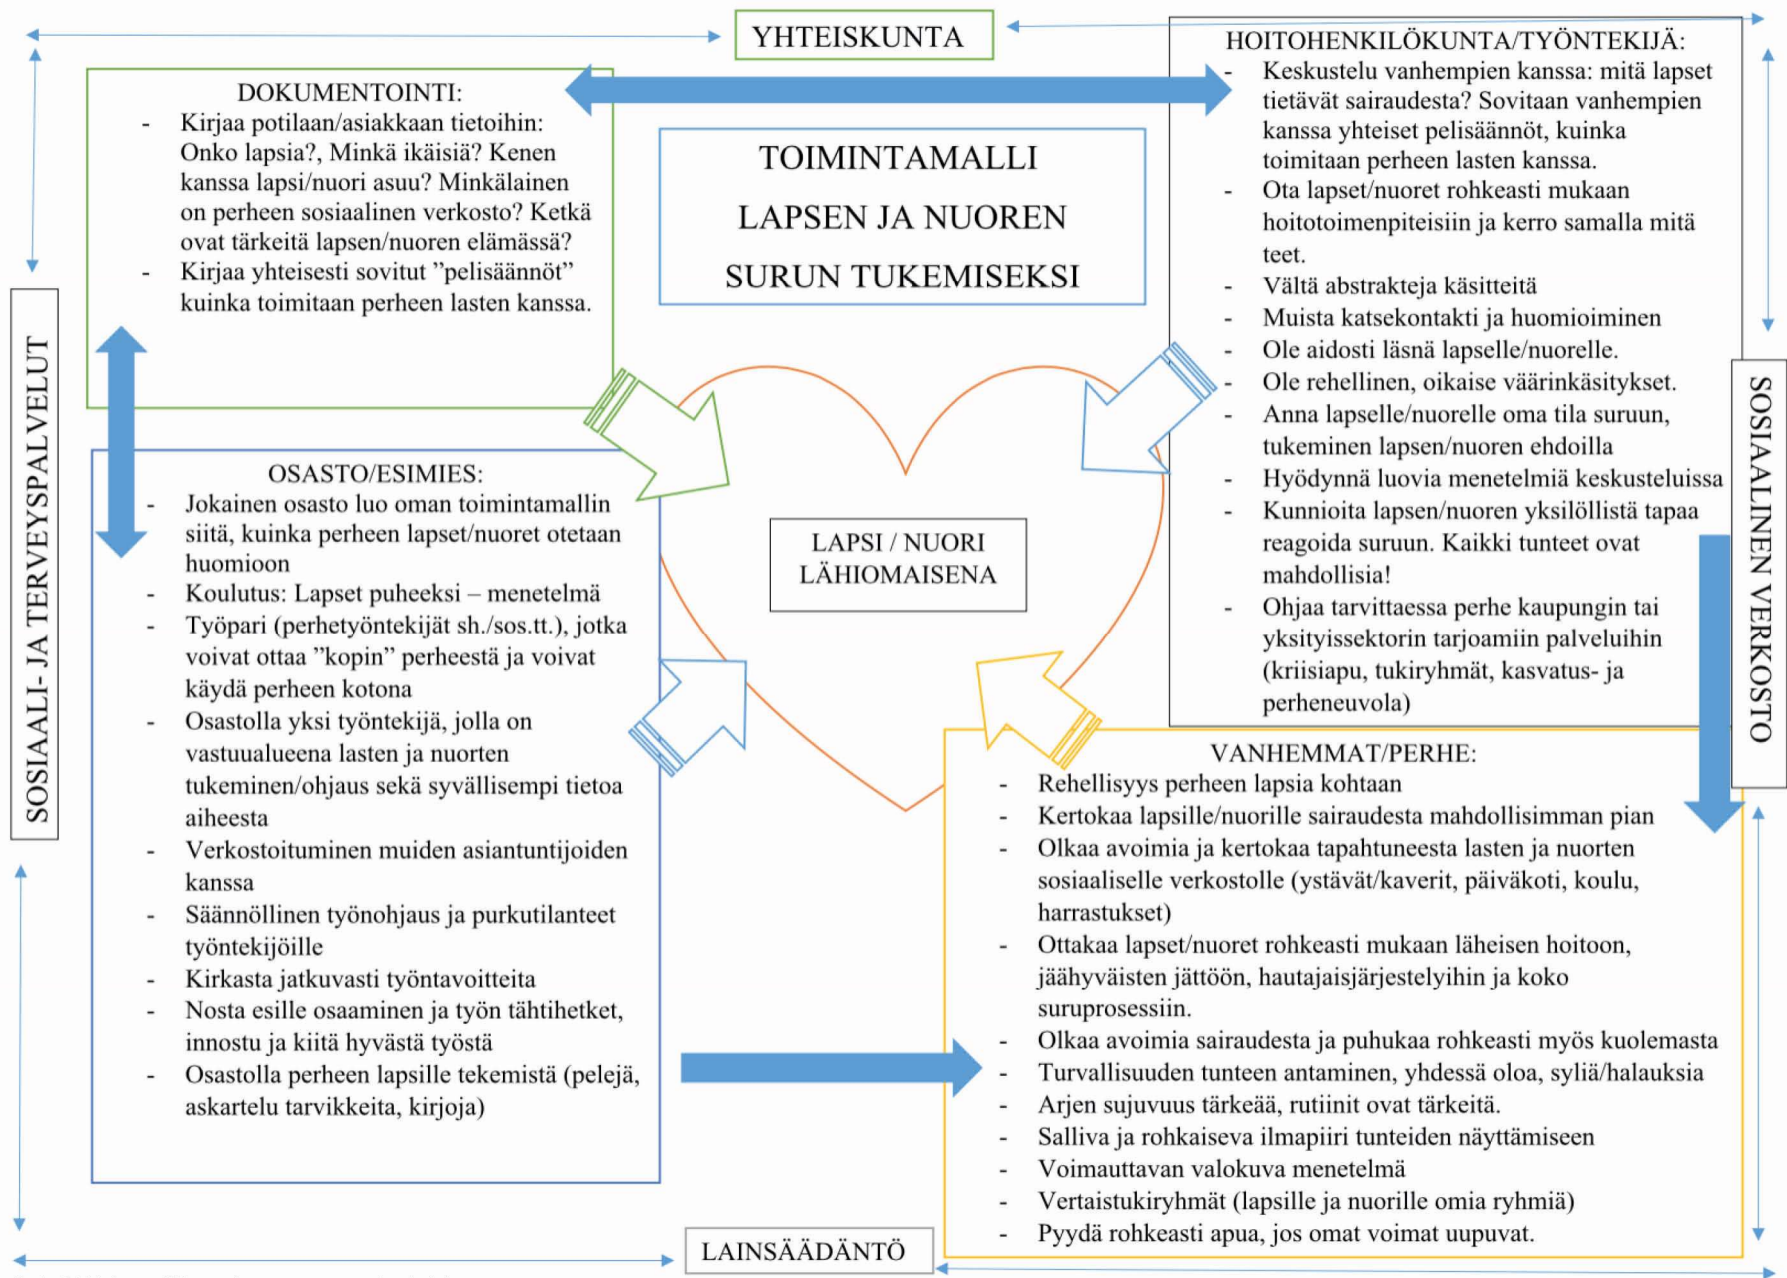 YHTEISKUNTA
DOKUMENTOINTI:
- Kirjaa potilaan/asiakkaan tietoihin:
Onko lapsia?, Minkä ikäisiä? Kenen
kanssa lapsi/nuori asuu? Minkälainen
on perheen sosiaalinen verkosto? Ketkä
ovat tärkeitä lapsen/nuoren elämässä?
- Kirjaa yhteisesti sovitut ”pelisäännöt”
kuinka toimitaan perheen lasten kanssa.
TOIMINTAMALLI
LAPSEN JA NUOREN
SURUN TUKEMISEKSI
HOITOHENKILÖKUNTA/TYÖNTEKIJÄ:
- Keskustelu vanhempien kanssa: mitä lapset
tietävät sairaudesta? Sovitaan vanhempien
kanssa yhteiset pelisäännöt, kuinka
toimitaan perheen lasten kanssa.
- Ota lapset/nuoret rohkeasti mukaan
hoitotoimenpiteisiin ja kerro samalla mitä
teet.
- Vältä abstrakteja käsitteitä
- Muista katsekontakti ja huomioiminen
- Ole aidosti läsnä lapselle/nuorelle.
- Ole rehellinen, oikaise väärinkäsitykset.
- Anna lapselle/nuorelle oma tila suruun,
tukeminen lapsen/nuoren ehdoilla
- Hyödynnä luovia menetelmiä keskusteluissa
- Kunnioita lapsen/nuoren yksilöllistä tapaa
reagoida suruun. Kaikki tunteet ovat
mahdollisia!
- Ohjaa tarvittaessa perhe kaupungin tai
yksityissektorin tarjoamiin palveluihin
(kriisiapu, tukiryhmät, kasvatus- ja
perheneuvola)
SOSIAALI- JA TERVEYSPALVELUT
SOSIAALINEN VERKOSTO
OSASTO/ESIMIES:
- Jokainen osasto luo oman toimintamallin
siitä, kuinka perheen lapset/nuoret otetaan
huomioon
- Koulutus: Lapset puheeksi – menetelmä
- Työpari (perhetyöntekijät sh./sos.tt.), jotka
voivat ottaa ”kopin” perheestä ja voivat
käydä perheen kotona
- Osastolla yksi työntekijä, jolla on
vastuualueena lasten ja nuorten
tukeminen/ohjaus sekä syvällisempi tietoa
aiheesta
- Verkostoituminen muiden asiantuntijoiden
kanssa
- Säännöllinen työnohjaus ja purkutilanteet
työntekijöille
- Kirkasta jatkuvasti työntavoitteita
- Nosta esille osaaminen ja työn tähtihetket,
innostu ja kiitä hyvästä työstä
- Osastolla perheen lapsille tekemistä (pelejä,
askartelu tarvikkeita, kirjoja)
LAPSI / NUORI
LÄHIOMAISENA
VANHEMMAT/PERHE:
- Rehellisyys perheen lapsia kohtaan
- Kertokaa lapsille/nuorille sairaudesta mahdollisimman pian
- Olkaa avoimia ja kertokaa tapahtuneesta lasten ja nuorten
sosiaaliselle verkostolle (ystävät/kaverit, päiväkoti, koulu,
harrastukset)
- Ottakaa lapset/nuoret rohkeasti mukaan läheisen hoitoon,
jäähyväisten jättöön, hautajaisjärjestelyihin ja koko
suruprosessiin.
- Olkaa avoimia sairaudesta ja puhukaa rohkeasti myös kuolemasta
- Turvallisuuden tunteen antaminen, yhdessä oloa, syliä/halauksia
- Arjen sujuvuus tärkeää, rutiinit ovat tärkeitä.
- Salliva ja rohkaiseva ilmapiiri tunteiden näyttämiseen
- Voimauttavan valokuva menetelmä
- Vertaistukiryhmät (lapsille ja nuorille omia ryhmiä)
- Pyydä rohkeasti apua, jos omat voimat uupuvat.
LAINSÄÄDÄNTÖ